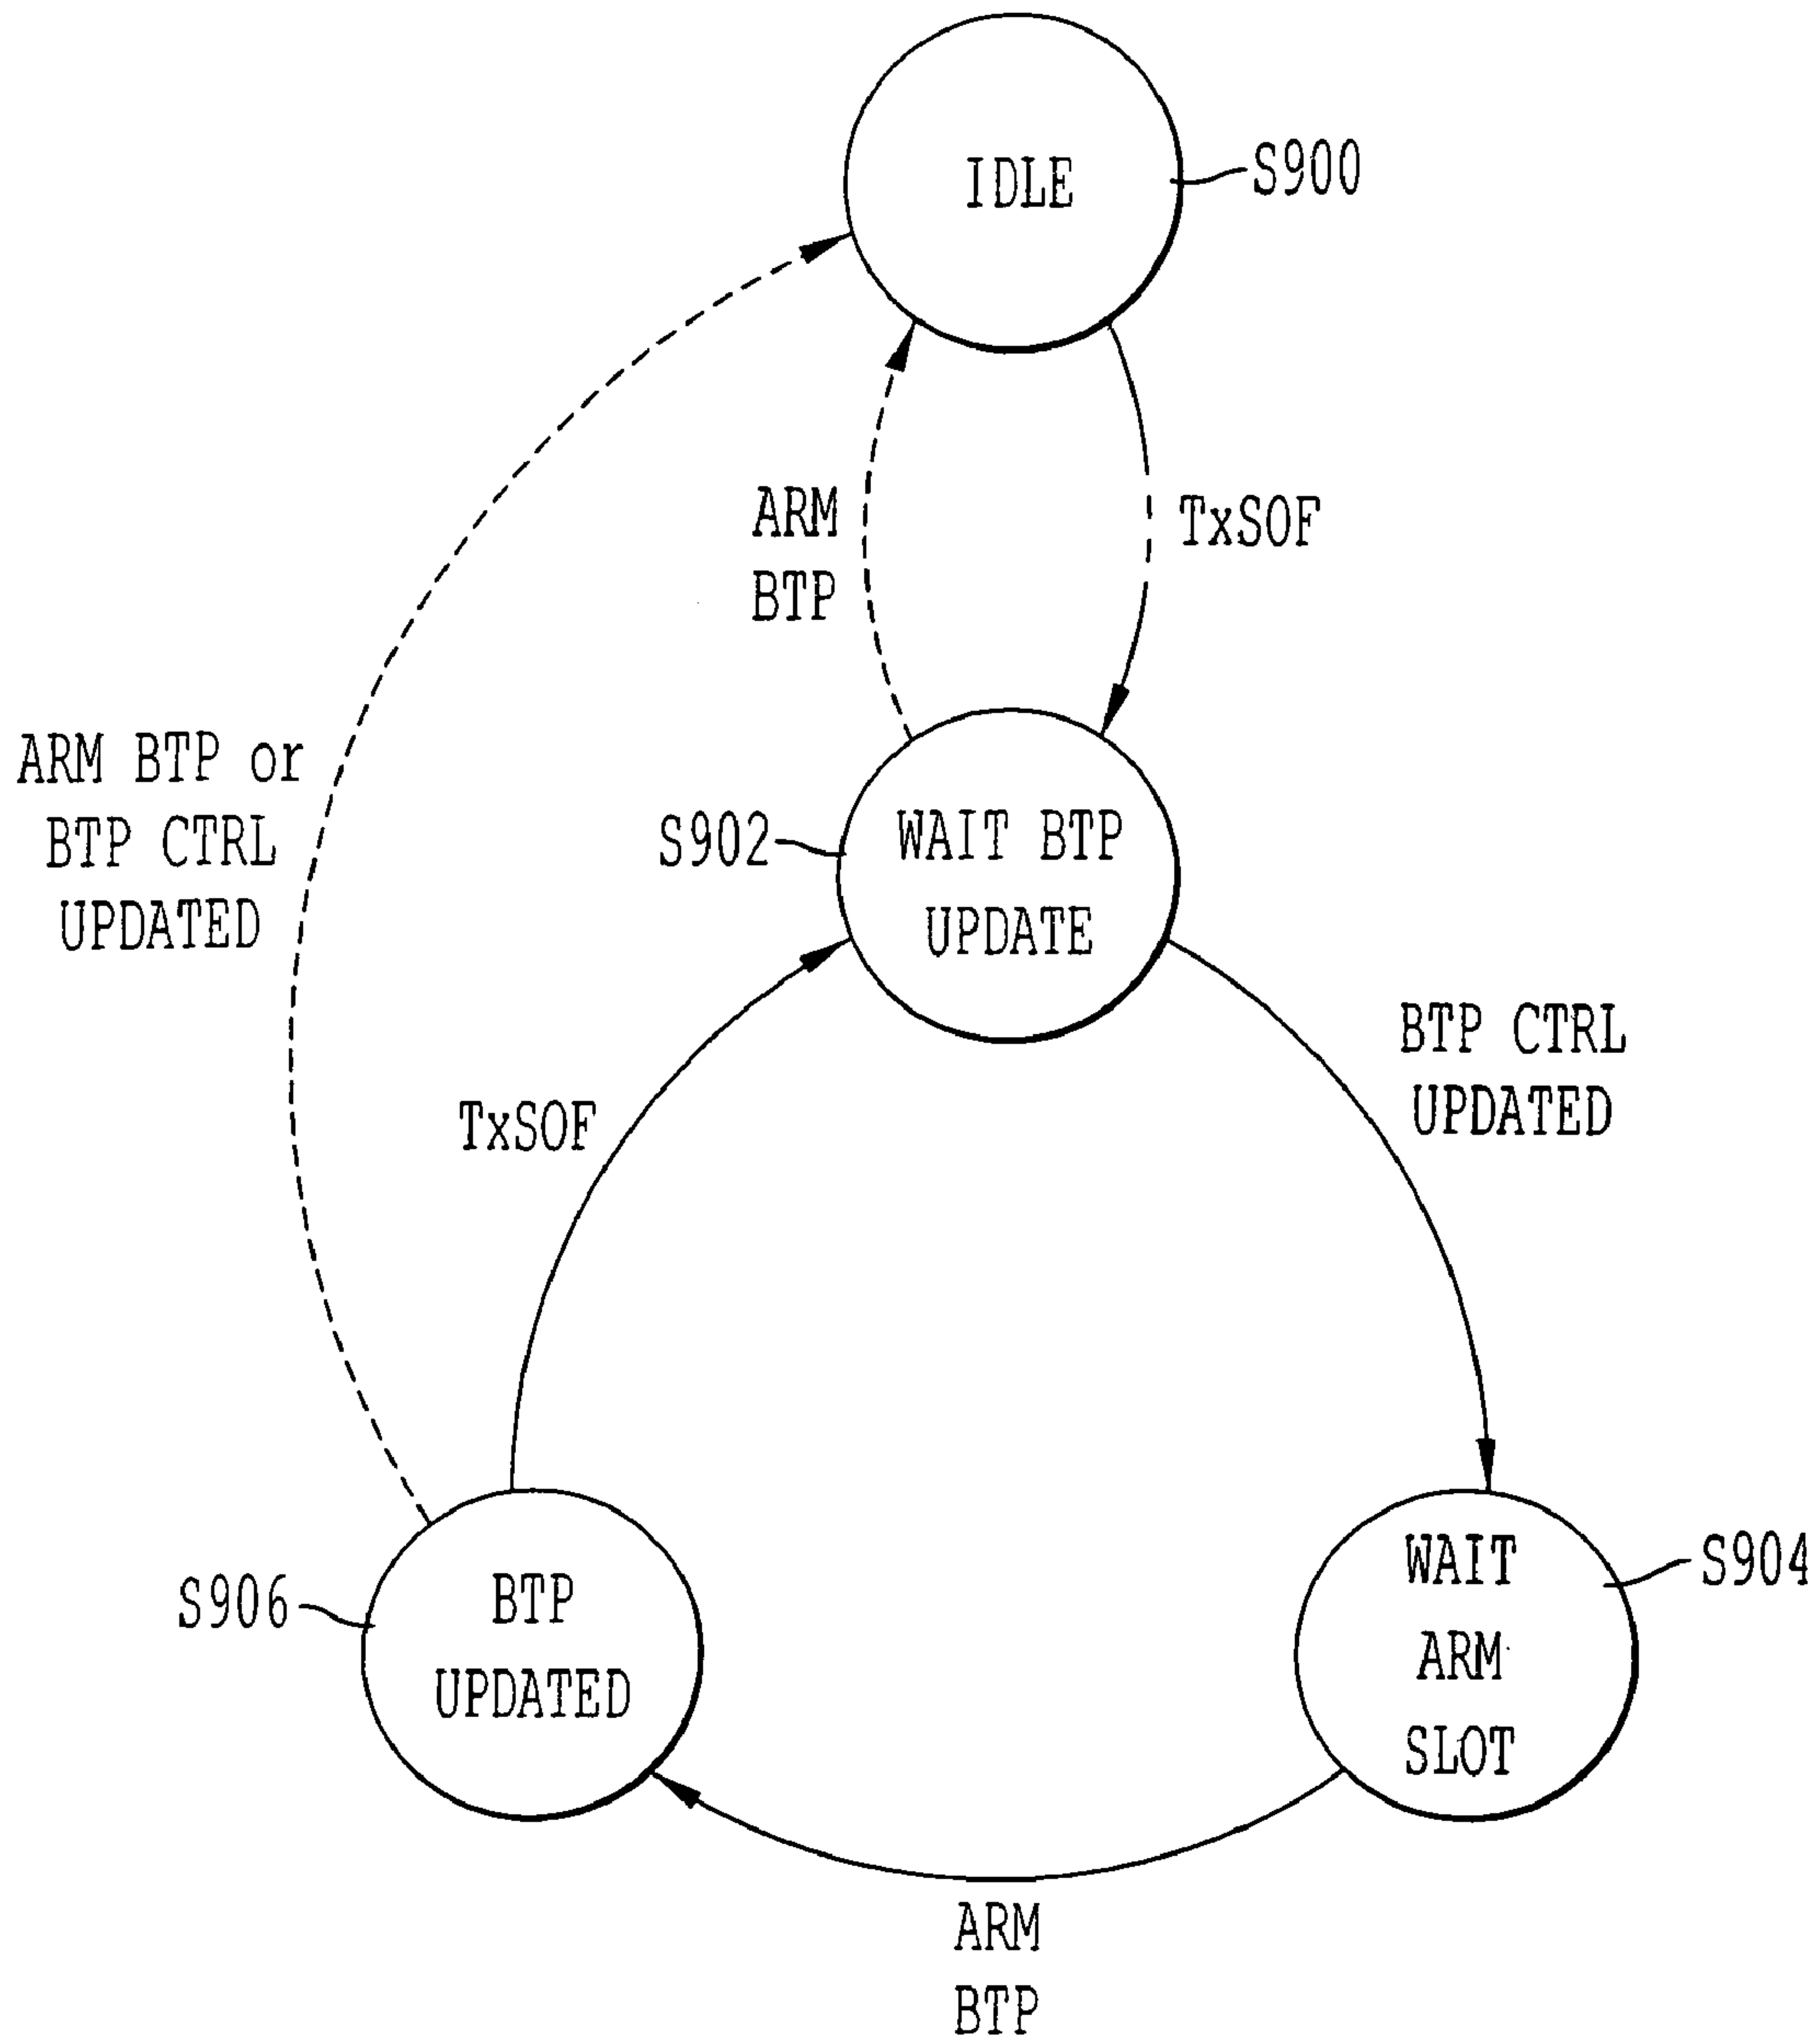 IDLE
S900
ARM
BTP
TxSOF
ARM BTP or
BTP CTRL
UPDATED
S902
WAIT BTP
UPDATE
BTP CTRL
UPDATED
TxSOF
S906
BTP
UPDATED
WAIT
ARM
SLOT
S904
ARM
BTP